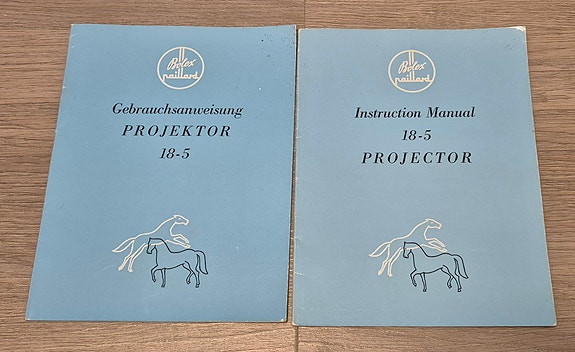 Bolex
paillard
Gebrauchsanweisung
PROJEKTOR
18-5
Bolex
paillard
Instruction Manual
18-5
PROJECTOR